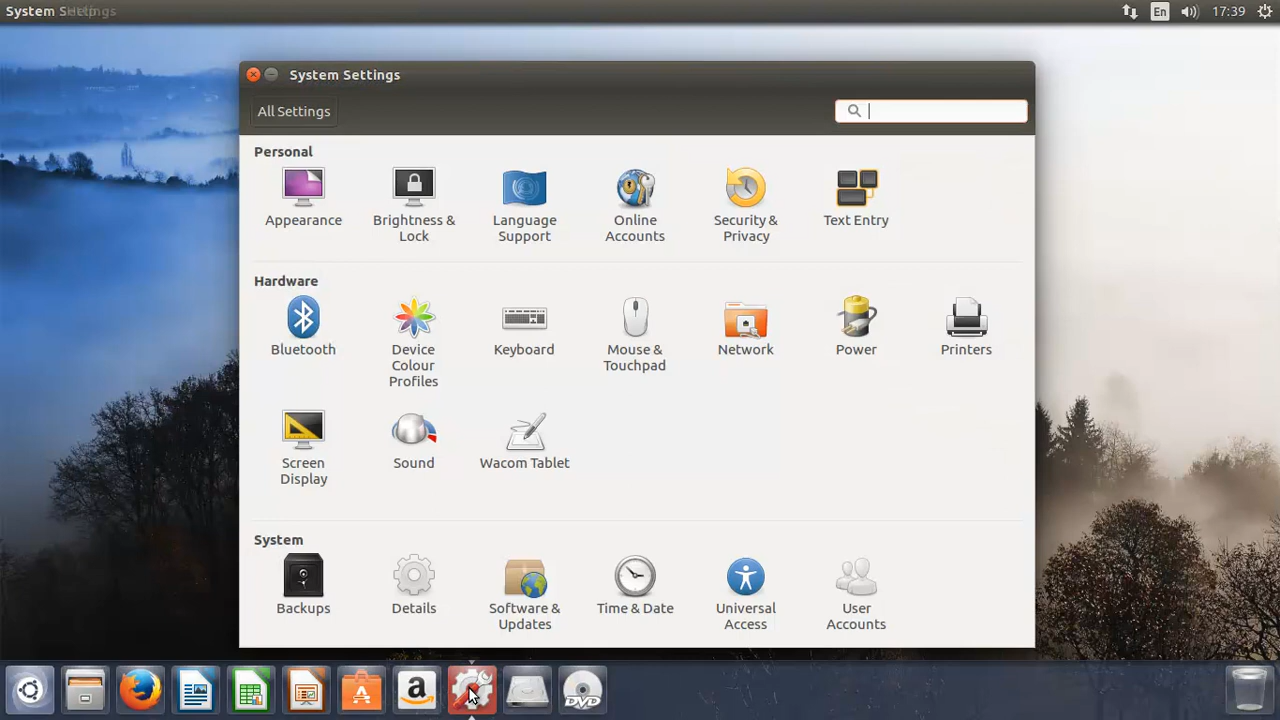 System Settings
En
17:39
System Settings
All Settings
Personal
Appearance
Brightness &
Lock
Language
Support
Online
Accounts
Security &
Privacy
Text Entry
Hardware
Bluetooth
Device
Colour
Profiles
Keyboard
Mouse &
Touchpad
Network
Power
Printers
Screen
Display
Sound
Wacom Tablet
System
Backups
Details
Software &
Updates
Time & Date
Universal
Access
User
Accounts
a
DVD